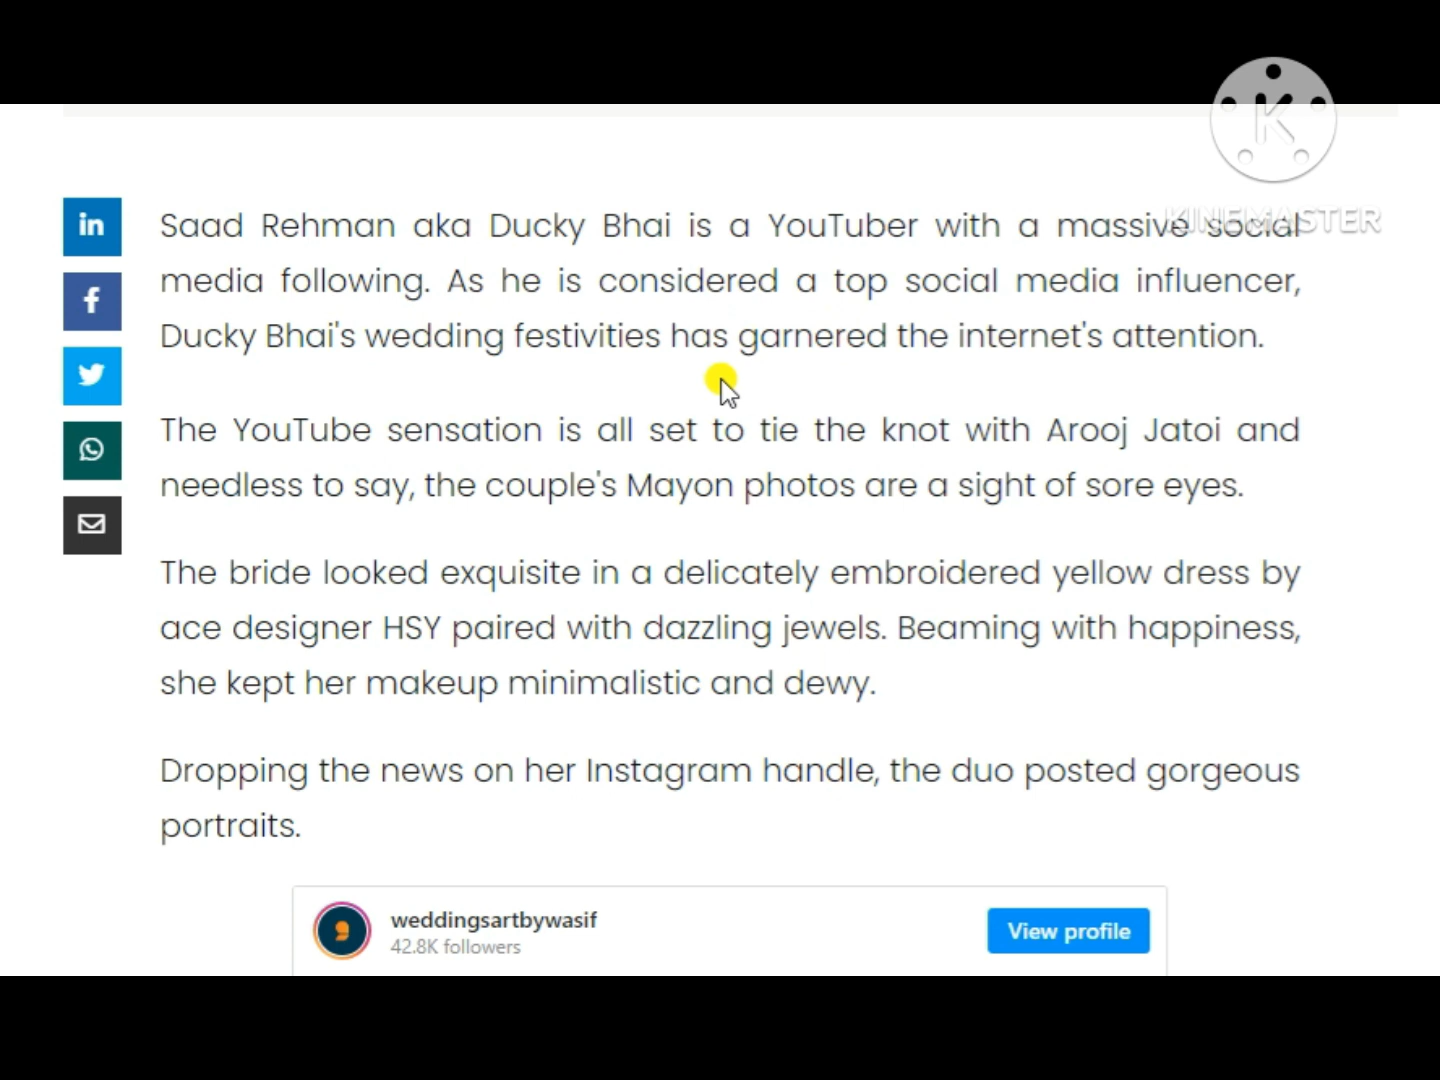 KINEMASTER
Saad Rehman aka Ducky Bhai is a YouTuber with a massive social
media following. As he is considered a top social media influencer,
Ducky Bhai's wedding festivities has garnered the internet's attention.
The YouTube sensation is all set to tie the knot with Arooj Jatoi and
needless to say, the couple's Mayon photos are a sight of sore eyes.
The bride looked exquisite in a delicately embroidered yellow dress by
ace designer HSY paired with dazzling jewels. Beaming with happiness,
she kept her makeup minimalistic and dewy.
Dropping the news on her Instagram handle, the duo posted gorgeous
portraits.
weddingsartbywasif
42.8K followers
View profile